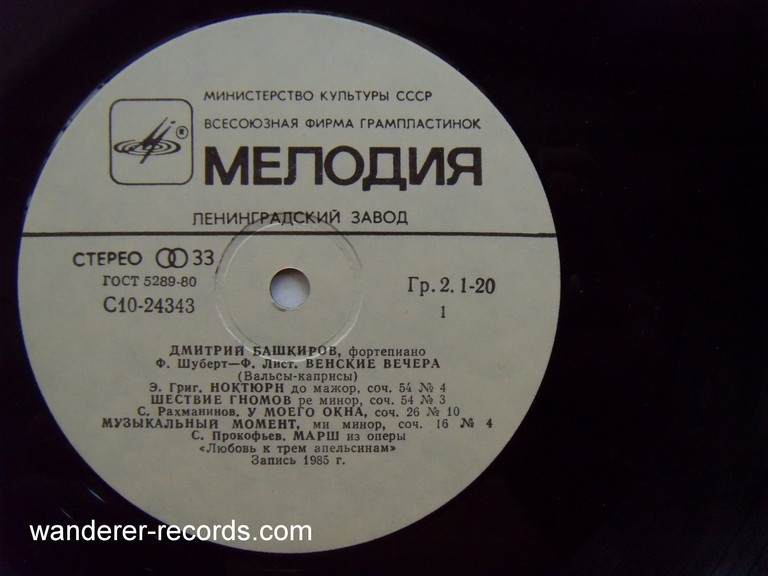 МИНИСТЕРСТВО КУЛЬТУРЫ СССР
ВСЕСОЮЗНАЯ ФИРМА ГРАМПЛАСТИНОК
®
МЕЛОДИЯ
ЛЕНИНГРАДСКИЙ ЗАВОД
СТЕРЕО 33
ГОСТ 5289-80
С10-24343
Гр. 2. 1-20
1
ДМИТРИЙ БАШКИРОВ, фортепиано
Ф. Шуберт—Ф. Лист. ВЕНСКИЕ ВЕЧЕРА
(Вальсы-каприсы)
Э. Григ. НОКТЮРН до мажор, соч. 54 № 4
ШЕСТВИЕ ГНОМОВ ре минор, соч. 54 № 3
С. Рахманинов. У МОЕГО ОКНА, соч. 26 № 10
МУЗЫКАЛЬНЫЙ МОМЕНТ, ми минор, соч. 16 № 4
С. Прокофьев. МАРШ из оперы
«Любовь к трем апельсинам»
Запись 1985 г.
wanderer-records.com